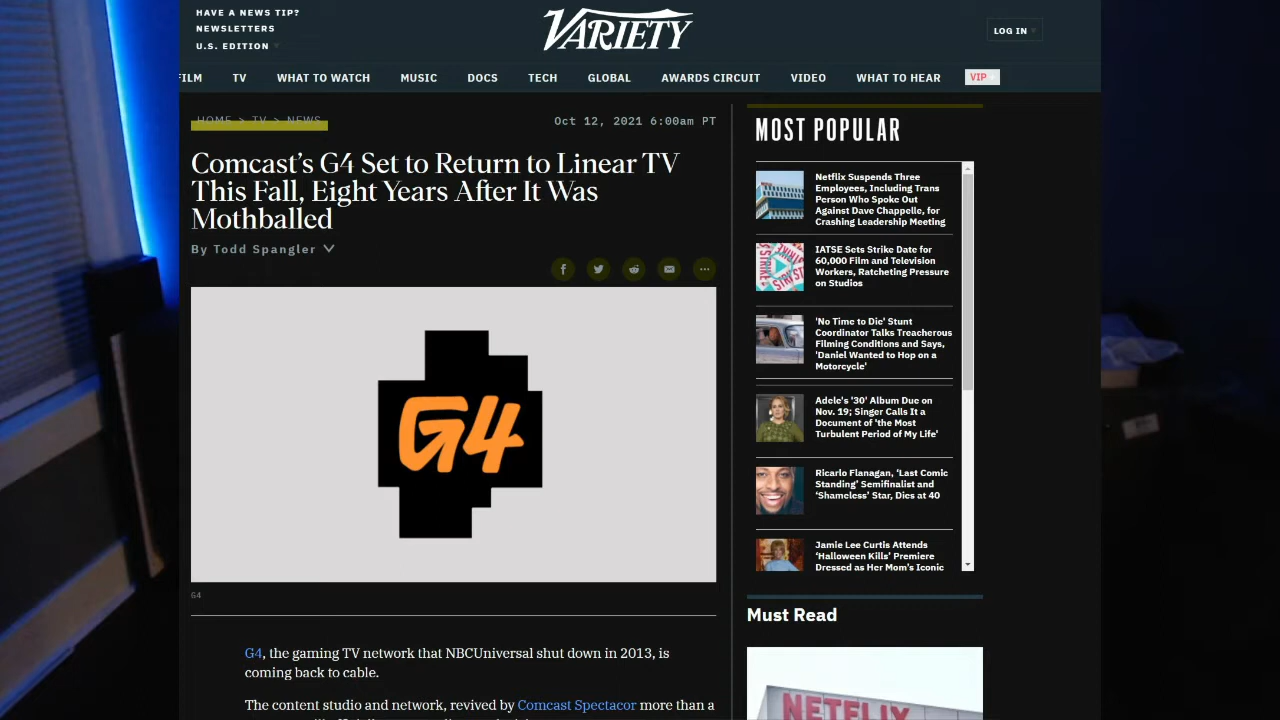 HAVE A NEWS TIP?
NEWSLETTERS
U.S. EDITION
VARIETY
LOG IN
FILM TV WHAT TO WATCH MUSIC DOCS TECH GLOBAL AWARDS CIRCUIT VIDEO WHAT TO HEAR VIP
HOME > TV > NEWS
Oct 12, 2021 6:00am PT
Comcast's G4 Set to Return to Linear TV
This Fall, Eight Years After It Was
Mothballed
By Todd Spangler
G4
G4
G4, the gaming TV network that NBCUniversal shut down in 2013, is
coming back to cable.
The content studio and network, revived by Comcast Spectacor more than a
MOST POPULAR
Netflix Suspends Three
Employees, Including Trans
Person Who Spoke Out
Against Dave Chappelle, for
Crashing Leadership Meeting
STRIKE
IATSE Sets Strike Date for
60,000 Film and Television
Workers, Ratcheting Pressure
on Studios
'No Time to Die' Stunt
Coordinator Talks Treacherous
Filming Conditions and Says,
'Daniel Wanted to Hop on a
Motorcycle'
Adele's '30' Album Due on
Nov. 19; Singer Calls It a
Document of 'the Most
Turbulent Period of My Life'
Ricarlo Flanagan, 'Last Comic
Standing' Semifinalist and
'Shameless' Star, Dies at 40
Jamie Lee Curtis Attends
'Halloween Kills' Premiere
Dressed as Her Mom's Iconic
Must Read
NETFLIX